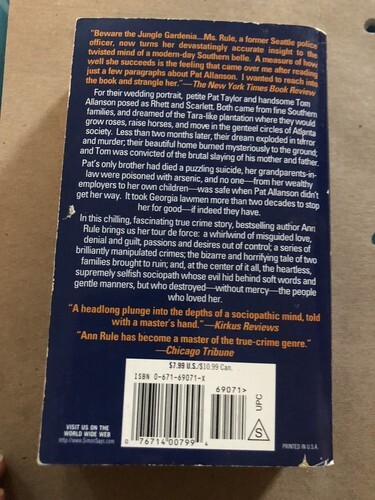 "Beware the Jungle Gardenia...Ms. Rule, a former Seattle police
officer, now turns her devastatingly accurate insight to the
twisted mind of a modern-day Southern belle. A measure of how
well she succeeds is the feeling that came over me after reading
just a few paragraphs about Pat Allanson. I wanted to reach into
the book and strangle her."—The New York Times Book Review
For their wedding portrait, petite Pat Taylor and handsome Tom
Allanson posed as Rhett and Scarlett. Both came from fine Southern
families, and dreamed of the Tara-like plantation where they would
grow roses, raise horses, and move in the genteel circles of Atlanta
society. Less than two months later, their dream exploded in terror
and murder; their beautiful home burned mysteriously to the ground;
and Tom was convicted of the brutal slaying of his mother and father.
Pat's only brother had died a puzzling suicide, her grandparents-in-
law were poisoned with arsenic, and no one—from her wealthy
employers to her own children—was safe when Pat Allanson didn't
get her way. It took Georgia lawmen more than two decades to stop
her for good—if indeed they have.
In this chilling, fascinating true crime story, bestselling author Ann
Rule brings us her tour de force: a whirlwind of misguided love,
denial and guilt, passions and desires out of control; a series of
brilliantly manipulated crimes; the bizarre and horrifying tale of two
families brought to ruin; and, at the center of it all, the heartless,
supremely selfish sociopath whose evil hid behind soft words and
gentle manners, but who destroyed—without mercy—the people
who loved her.
"A headlong plunge into the depths of a sociopathic mind, told
with a master's hand."—Kirkus Reviews
"Ann Rule has become a master of the true-crime genre."
—Chicago Tribune
$7.99 U.S./$10.99 Can.
ISBN 0-671-69071-X
69071>
UPC
S
0 76714 00799 4
VISIT US ON THE
WORLD WIDE WEB
http://www.SimonSays.com
PRINTED IN U.S.A.